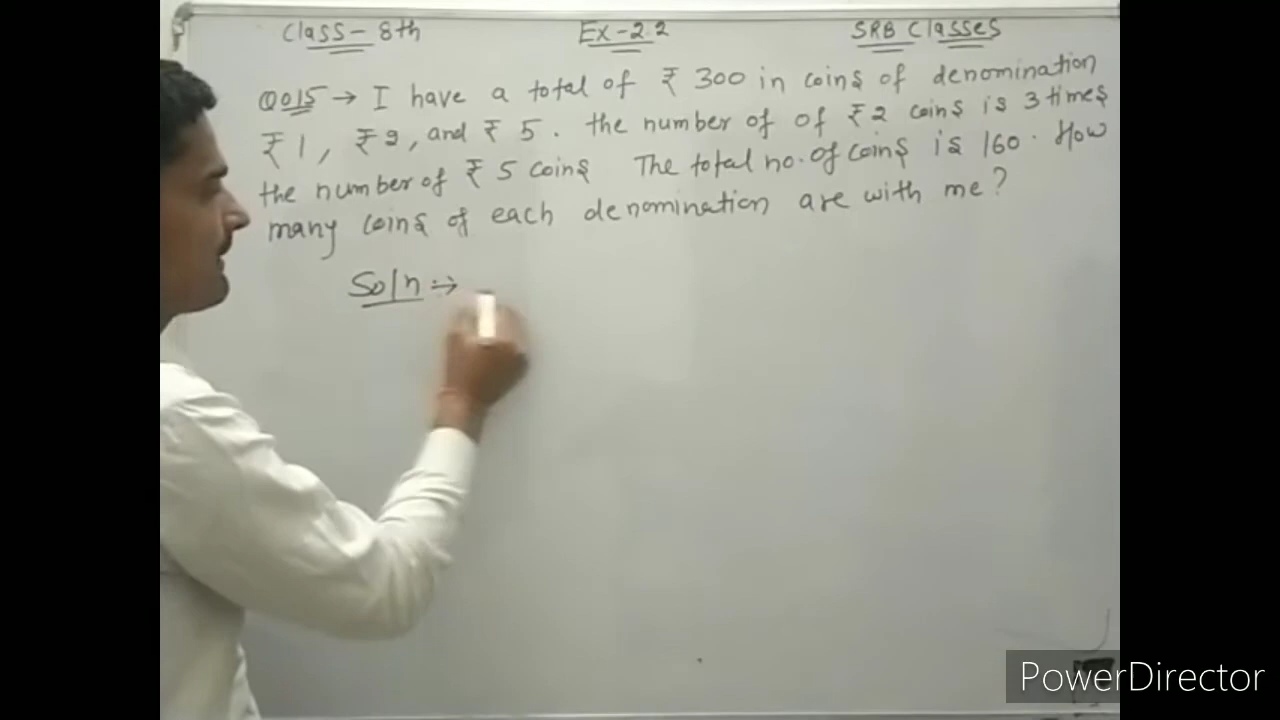 Class-8th Ex-2.2 SRB Classes
Q015 → I have a total of ₹ 300 in coins of denomination
₹ 1, ₹ 2, and ₹ 5. the number of of ₹ 2 coins is 3 times
the number of ₹ 5 coins The total no. of coins is 160. How
many coins of each denomination are with me?
Soln :→
PowerDirector